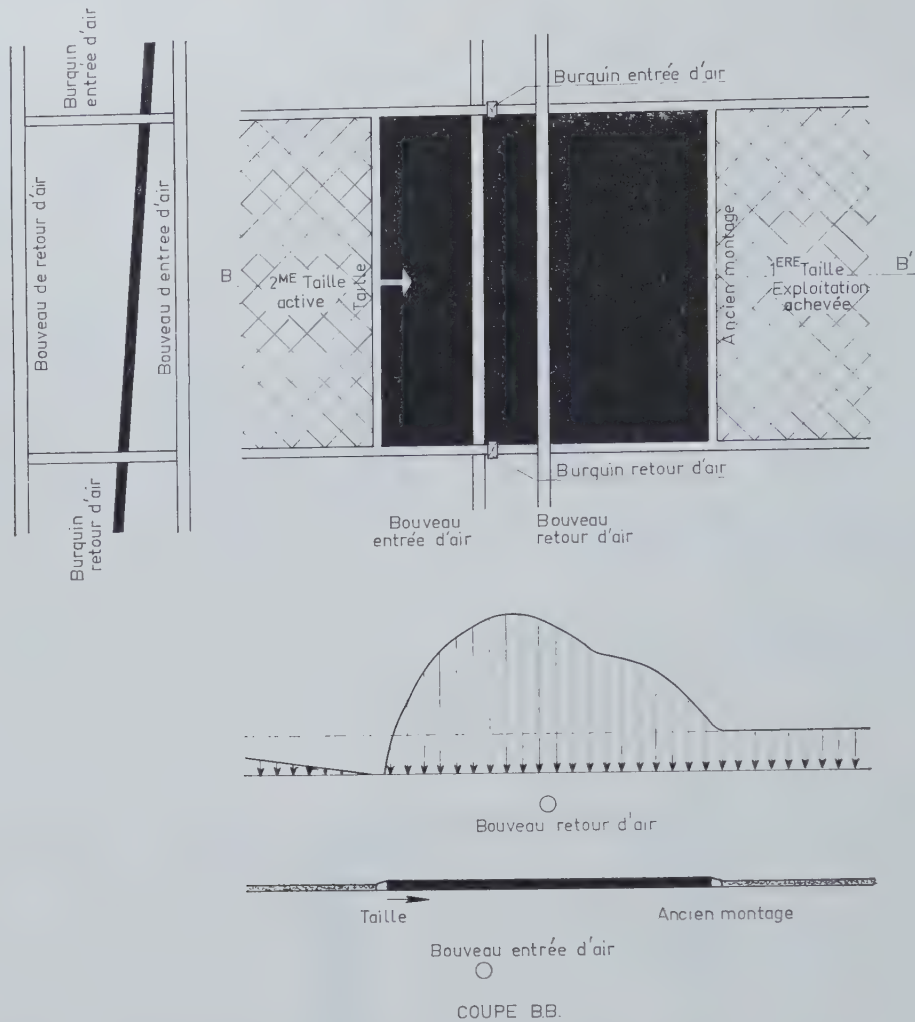 Burquin
entrée d'air
Bouveau de retour d'air
Bouveau d'entree d'air
Burquin
retour d'air
Burquin entrée d'air
B
2ME Taille
active
Taille
Ancien montage
1ERE Taille
Exploitation
achevée
B'
Burquin retour d'air
Bouveau
entrée d'air
Bouveau
retour d'air
Bouveau retour d'air
Taille
Ancien montage
Bouveau entrée d'air
COUPE B.B.